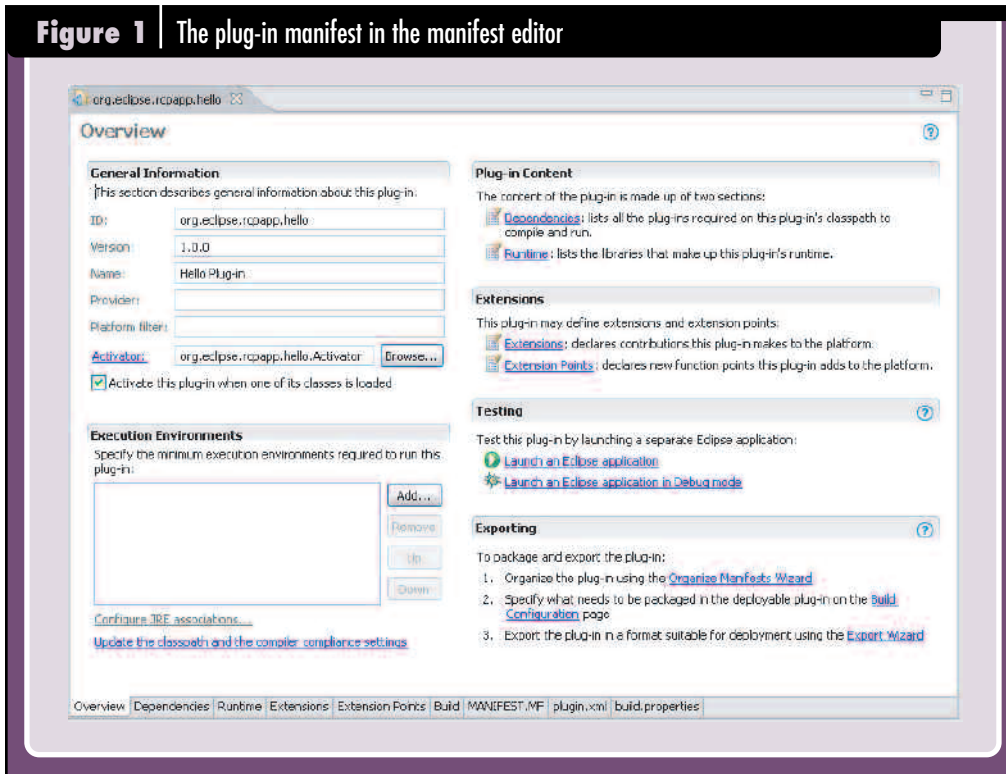 Figure 1 | The plug-in manifest in the manifest editor
org.eclipse.rcpapp.hello
Overview
General Information
This section describes general information about this plug-in.
ID: org.eclipse.rcpapp.hello
Version: 1.0.0
Name: Hello Plug-in
Provider:
Platform filter:
Activator: org.eclipse.rcpapp.hello.Activator Browse...
Activate this plug-in when one of its classes is loaded
Execution Environments
Specify the minimum execution environments required to run this
plug-in:
Add...
Remove
Up
Down
Configure JRE associations...
Update the classpath and the compiler compliance settings
Plug-in Content
The content of the plug-in is made up of two sections:
Dependencies: lists all the plug-ins required on this plug-in's classpath to
compile and run.
Runtime: lists the libraries that make up this plug-in's runtime.
Extensions
This plug-in may define extensions and extension points:
Extensions: declares contributions this plug-in makes to the platform.
Extension Points: declares new function points this plug-in adds to the platform.
Testing
Test this plug-in by launching a separate Eclipse application:
Launch an Eclipse application
Launch an Eclipse application in Debug mode
Exporting
To package and export the plug-in:
1. Organize the plug-in using the Organize Manifests Wizard
2. Specify what needs to be packaged in the deployable plug-in on the Build
Configuration page
3. Export the plug-in in a format suitable for deployment using the Export Wizard
Overview Dependencies Runtime Extensions Extension Points Build MANIFEST.MF plugin.xml build.properties